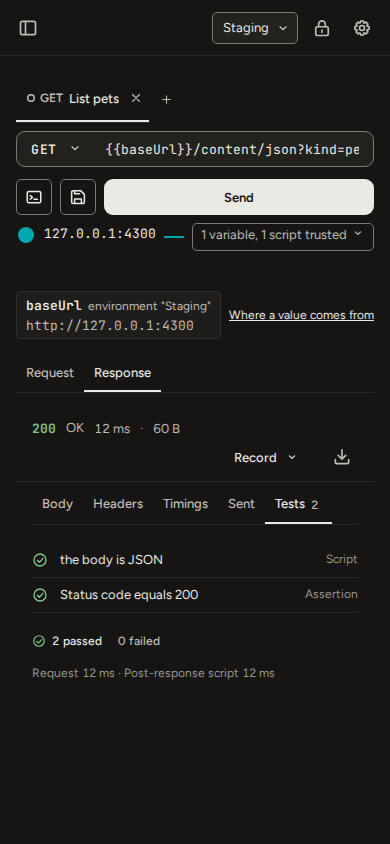 Staging
GET List pets
GET {{baseUrl}}/content/json?kind=pe
Send
127.0.0.1:4300 1 variable, 1 script trusted
baseUrl environment "Staging"
http://127.0.0.1:4300
Where a value comes from
Request Response
200 OK 12 ms · 60 B
Record
Body Headers Timings Sent Tests 2
the body is JSON Script
Status code equals 200 Assertion
2 passed 0 failed
Request 12 ms · Post-response script 12 ms